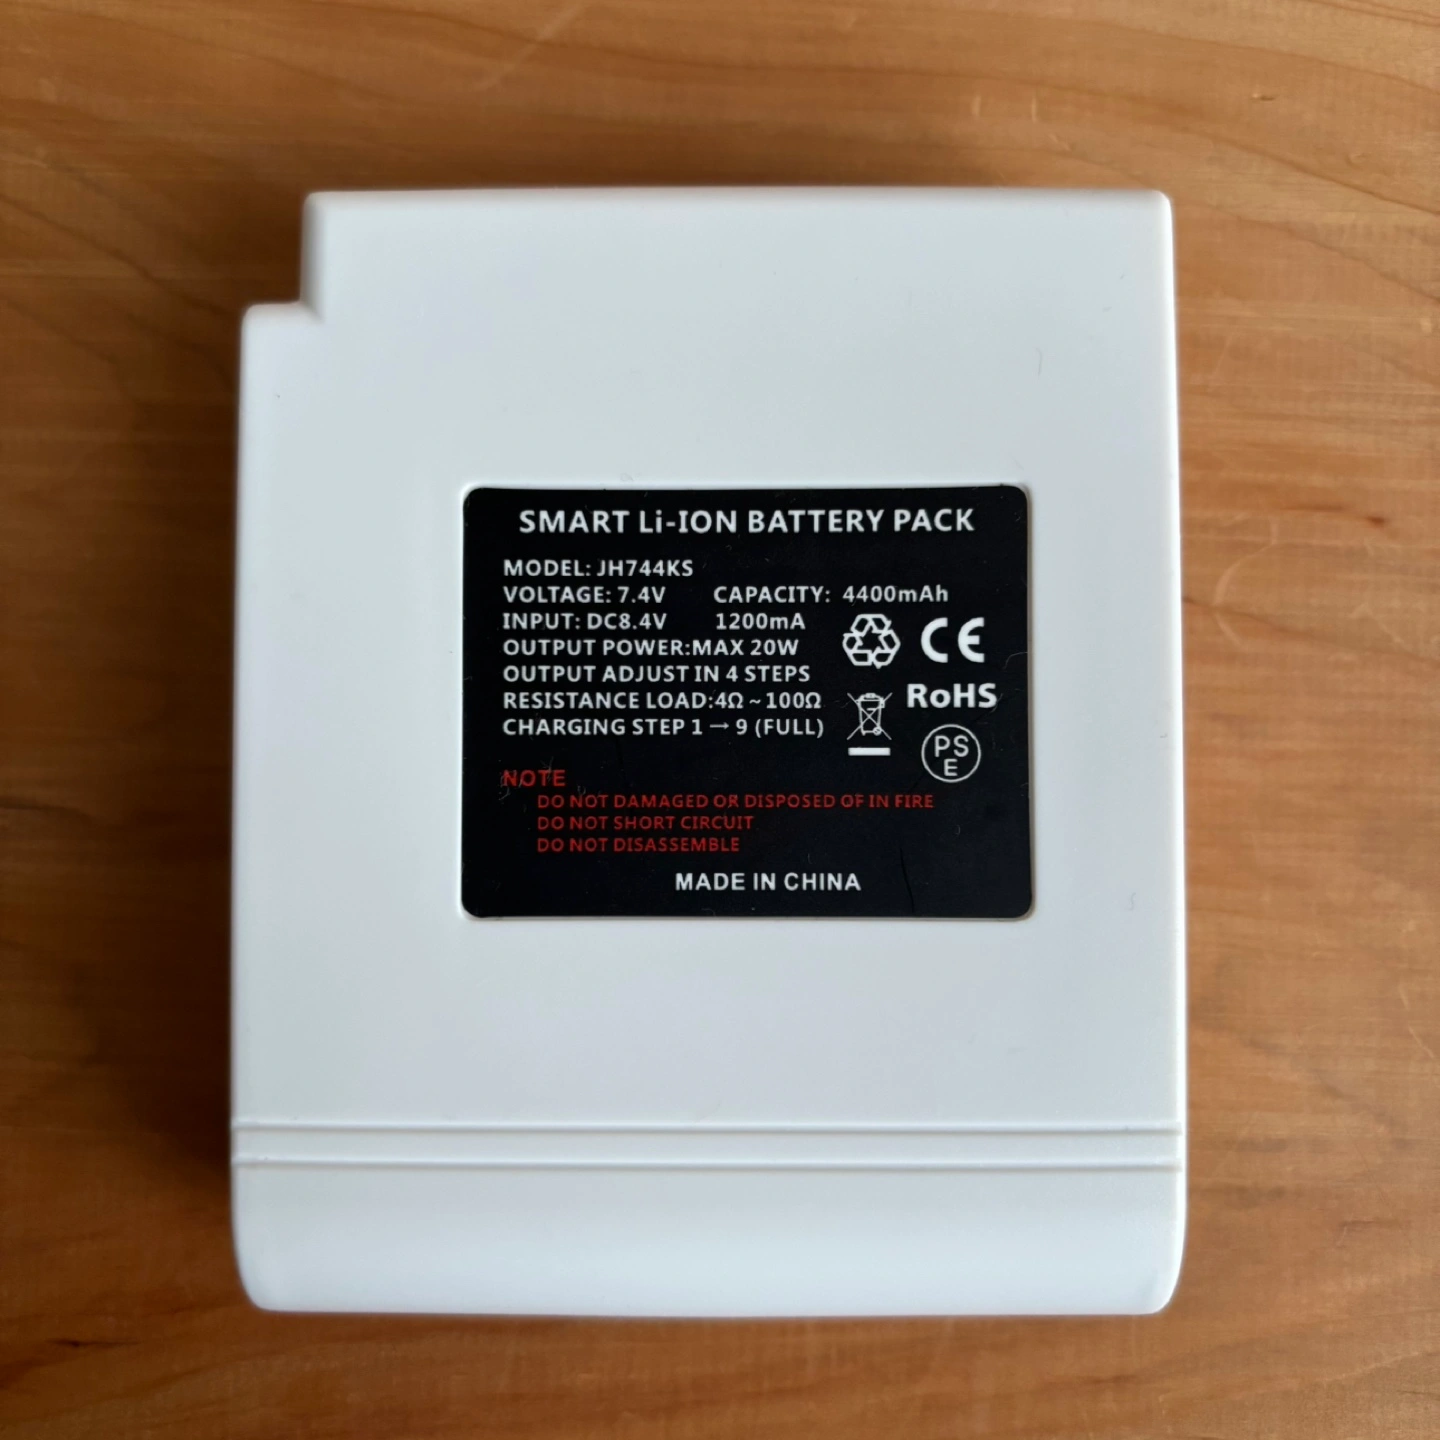 SMART Li-ION BATTERY PACK
MODEL: JH744KS
VOLTAGE: 7.4V CAPACITY: 4400mAh
INPUT: DC8.4V 1200mA
OUTPUT POWER:MAX 20W
OUTPUT ADJUST IN 4 STEPS
RESISTANCE LOAD:4Ω~100Ω
CHARGING STEP 1→9 (FULL)
CE
RoHS
PS
E
NOTE
DO NOT DAMAGED OR DISPOSED OF IN FIRE
DO NOT SHORT CIRCUIT
DO NOT DISASSEMBLE
MADE IN CHINA